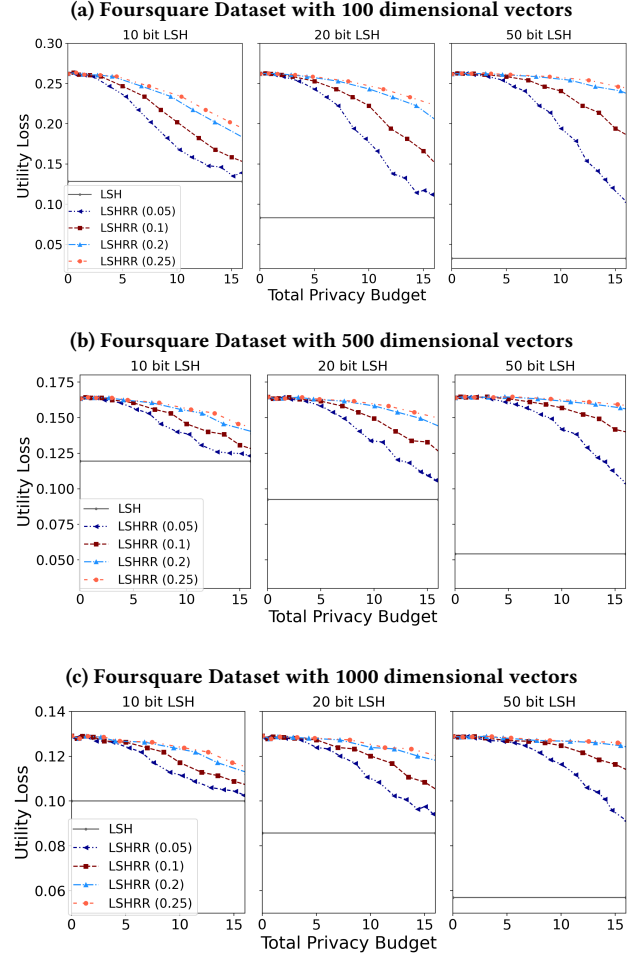 (a) Foursquare Dataset with 100 dimensional vectors
10 bit LSH
20 bit LSH
50 bit LSH
Utility Loss
0.30
0.25
0.20
0.15
0.10
0.05
LSH
LSHRR (0.05)
LSHRR (0.1)
LSHRR (0.2)
LSHRR (0.25)
0 5 10 15
0 5 10 15
0 5 10 15
Total Privacy Budget
(b) Foursquare Dataset with 500 dimensional vectors
10 bit LSH
20 bit LSH
50 bit LSH
Utility Loss
0.175
0.150
0.125
0.100
0.075
0.050
LSH
LSHRR (0.05)
LSHRR (0.1)
LSHRR (0.2)
LSHRR (0.25)
0 5 10 15
0 5 10 15
0 5 10 15
Total Privacy Budget
(c) Foursquare Dataset with 1000 dimensional vectors
10 bit LSH
20 bit LSH
50 bit LSH
Utility Loss
0.14
0.12
0.10
0.08
0.06
LSH
LSHRR (0.05)
LSHRR (0.1)
LSHRR (0.2)
LSHRR (0.25)
0 5 10 15
0 5 10 15
0 5 10 15
Total Privacy Budget